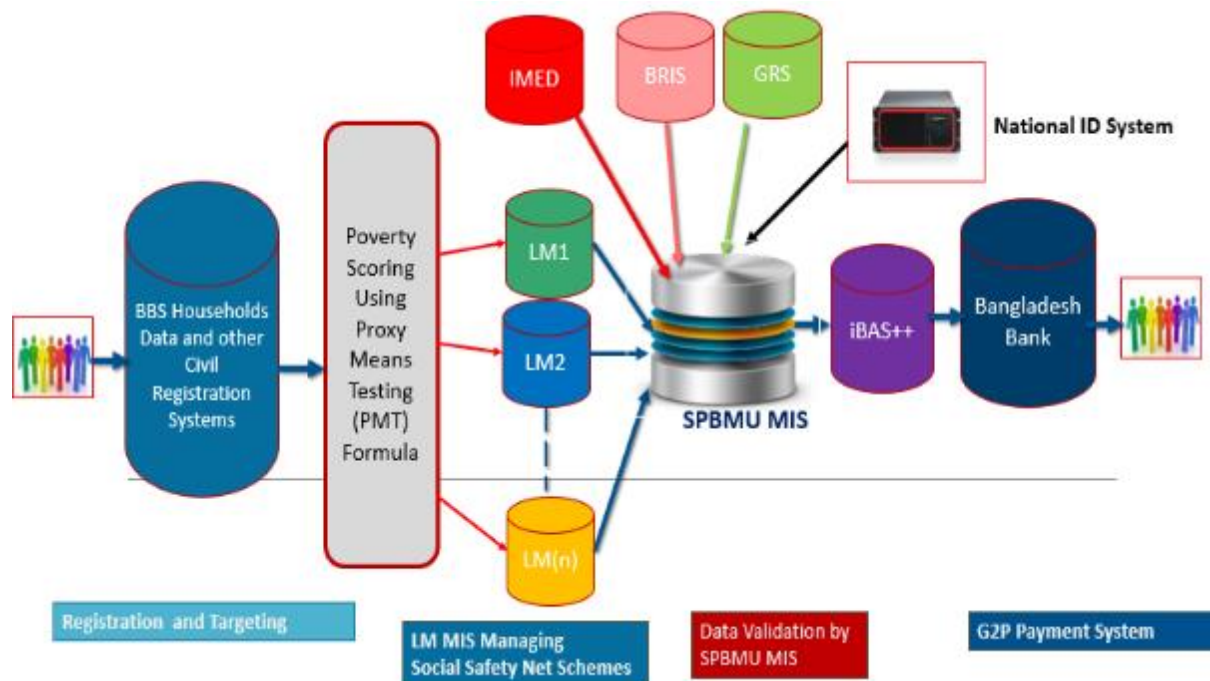 IMED
BRIS
GRS
National ID System
BBS Households
Data and other
Civil
Registration
Systems
Poverty
Scoring
Using
Proxy
Means
Testing
(PMT)
Formula
LM1
LM2
LM(n)
SPBMU MIS
iBAS++
Bangladesh
Bank
Registration and Targeting
LM MIS Managing
Social Safety Net Schemes
Data Validation by
SPBMU MIS
G2P Payment System